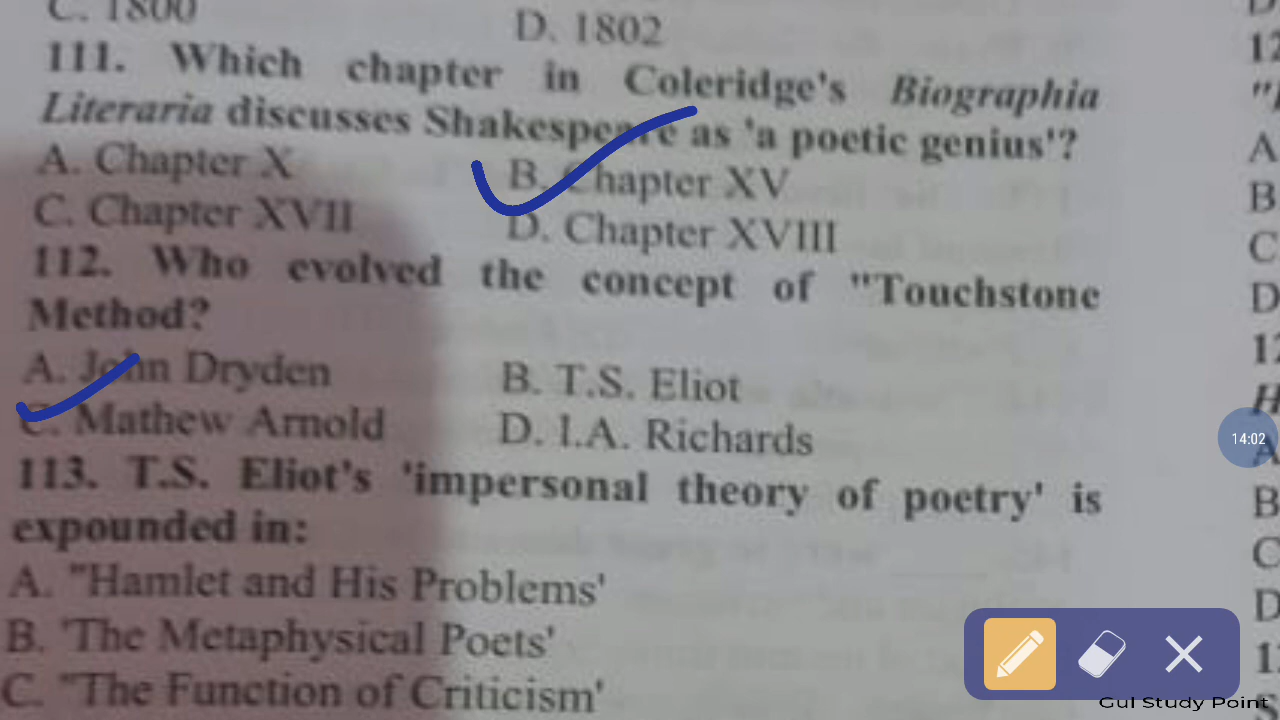 C. 1800 D. 1802
111. Which chapter in Coleridge's Biographia
Literaria discusses Shakespeare as 'a poetic genius'?
A. Chapter X B. Chapter XV
C. Chapter XVII D. Chapter XVIII
112. Who evolved the concept of "Touchstone
Method?
A. John Dryden B. T.S. Eliot
C. Mathew Arnold D. I.A. Richards
113. T.S. Eliot's 'impersonal theory of poetry' is
expounded in:
A. "Hamlet and His Problems'
B. 'The Metaphysical Poets'
C. "The Function of Criticism'
12
A
B
C.
D
12
H
A
B
C
D
14:02
Gul Study Point